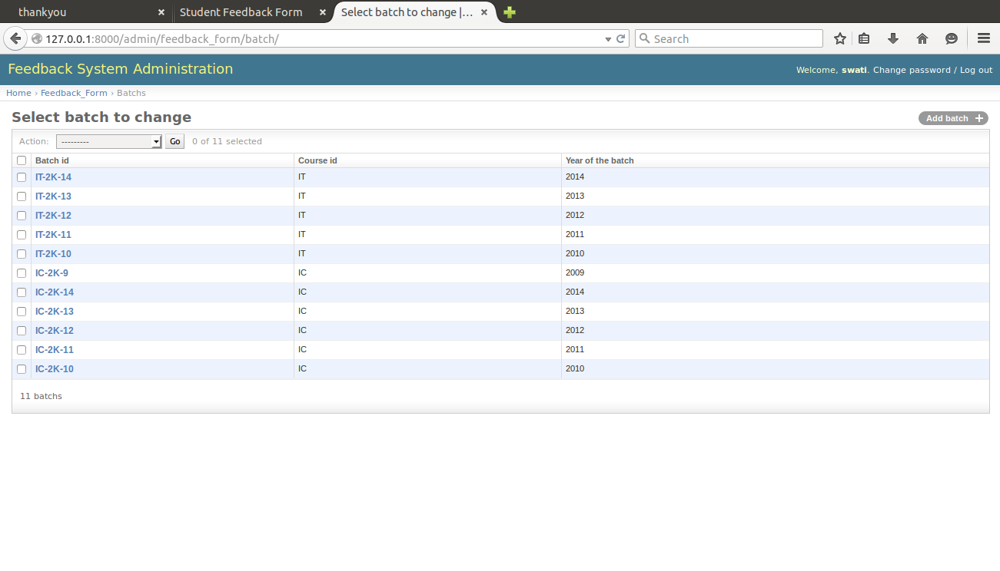 thankyou × Student Feedback Form × Select batch to change |... ×
127.0.0.1:8000/admin/feedback_form/batch/ Search
Feedback System Administration Welcome, swati. Change password / Log out
Home › Feedback_Form › Batchs
Select batch to change Add batch +
Action: --------- Go 0 of 11 selected
Batch id Course id Year of the batch
IT-2K-14 IT 2014
IT-2K-13 IT 2013
IT-2K-12 IT 2012
IT-2K-11 IT 2011
IT-2K-10 IT 2010
IC-2K-9 IC 2009
IC-2K-14 IC 2014
IC-2K-13 IC 2013
IC-2K-12 IC 2012
IC-2K-11 IC 2011
IC-2K-10 IC 2010
11 batchs